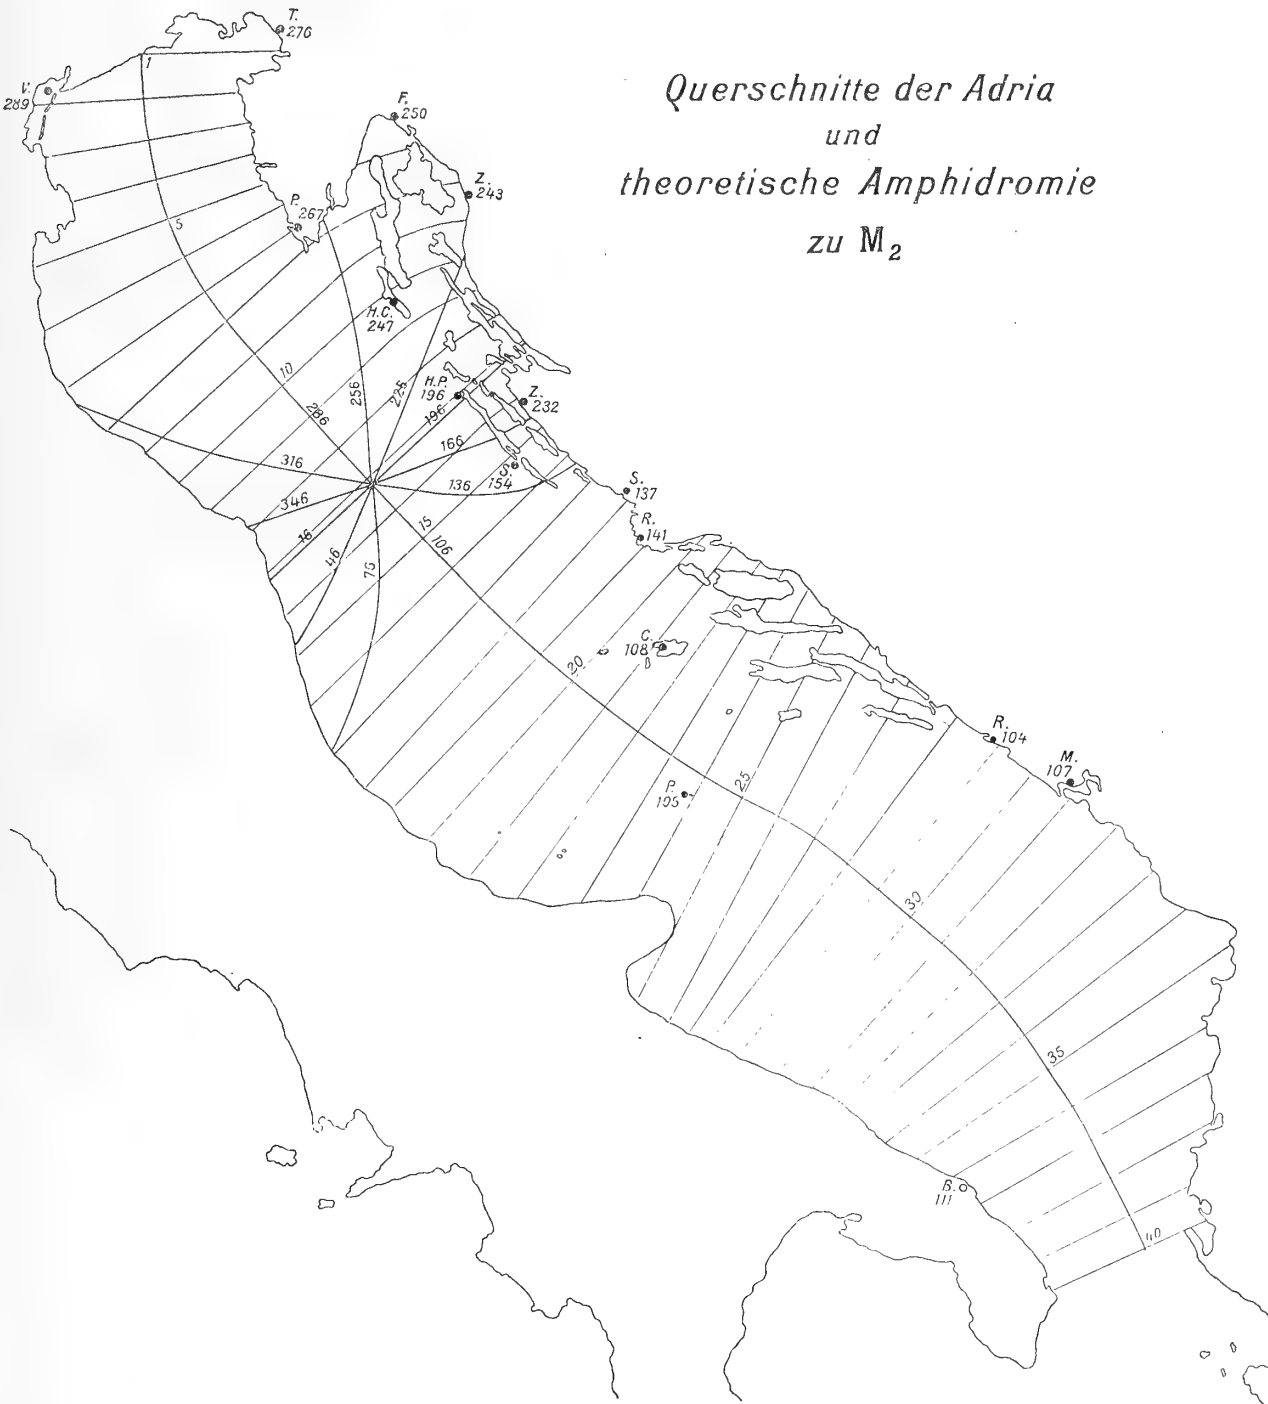 Querschnitte der Adria
und
theoretische Amphidromie
zu M₂
T.
276
1
V.
289
F.
250
Z.
243
P.
267
5
H.C.
247
10
256
225
H.P.
196
196
Z.
232
286
166
316
S.
154
136
346
S.
137
R.
141
16
46
76
15
106
C.
108
20
R.
104
M.
107
P.
105
25
30
35
B.
111
40